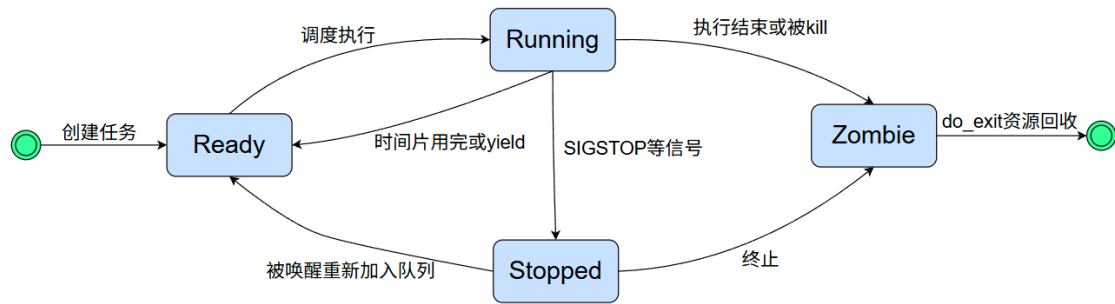 调度执行
Running
执行结束或被kill
创建任务
Ready
时间片用完或yield
SIGSTOP等信号
Zombie
do_exit资源回收
被唤醒重新加入队列
Stopped
终止